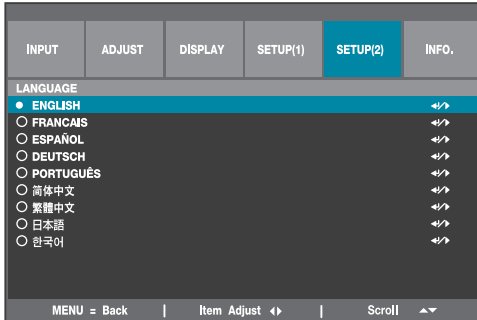 INPUT ADJUST DISPLAY SETUP(1) SETUP(2) INFO.
LANGUAGE
ENGLISH
FRANCAIS
ESPAÑOL
DEUTSCH
PORTUGUÊS
简体中文
繁體中文
日本語
한국어
MENU = Back | Item Adjust | Scroll